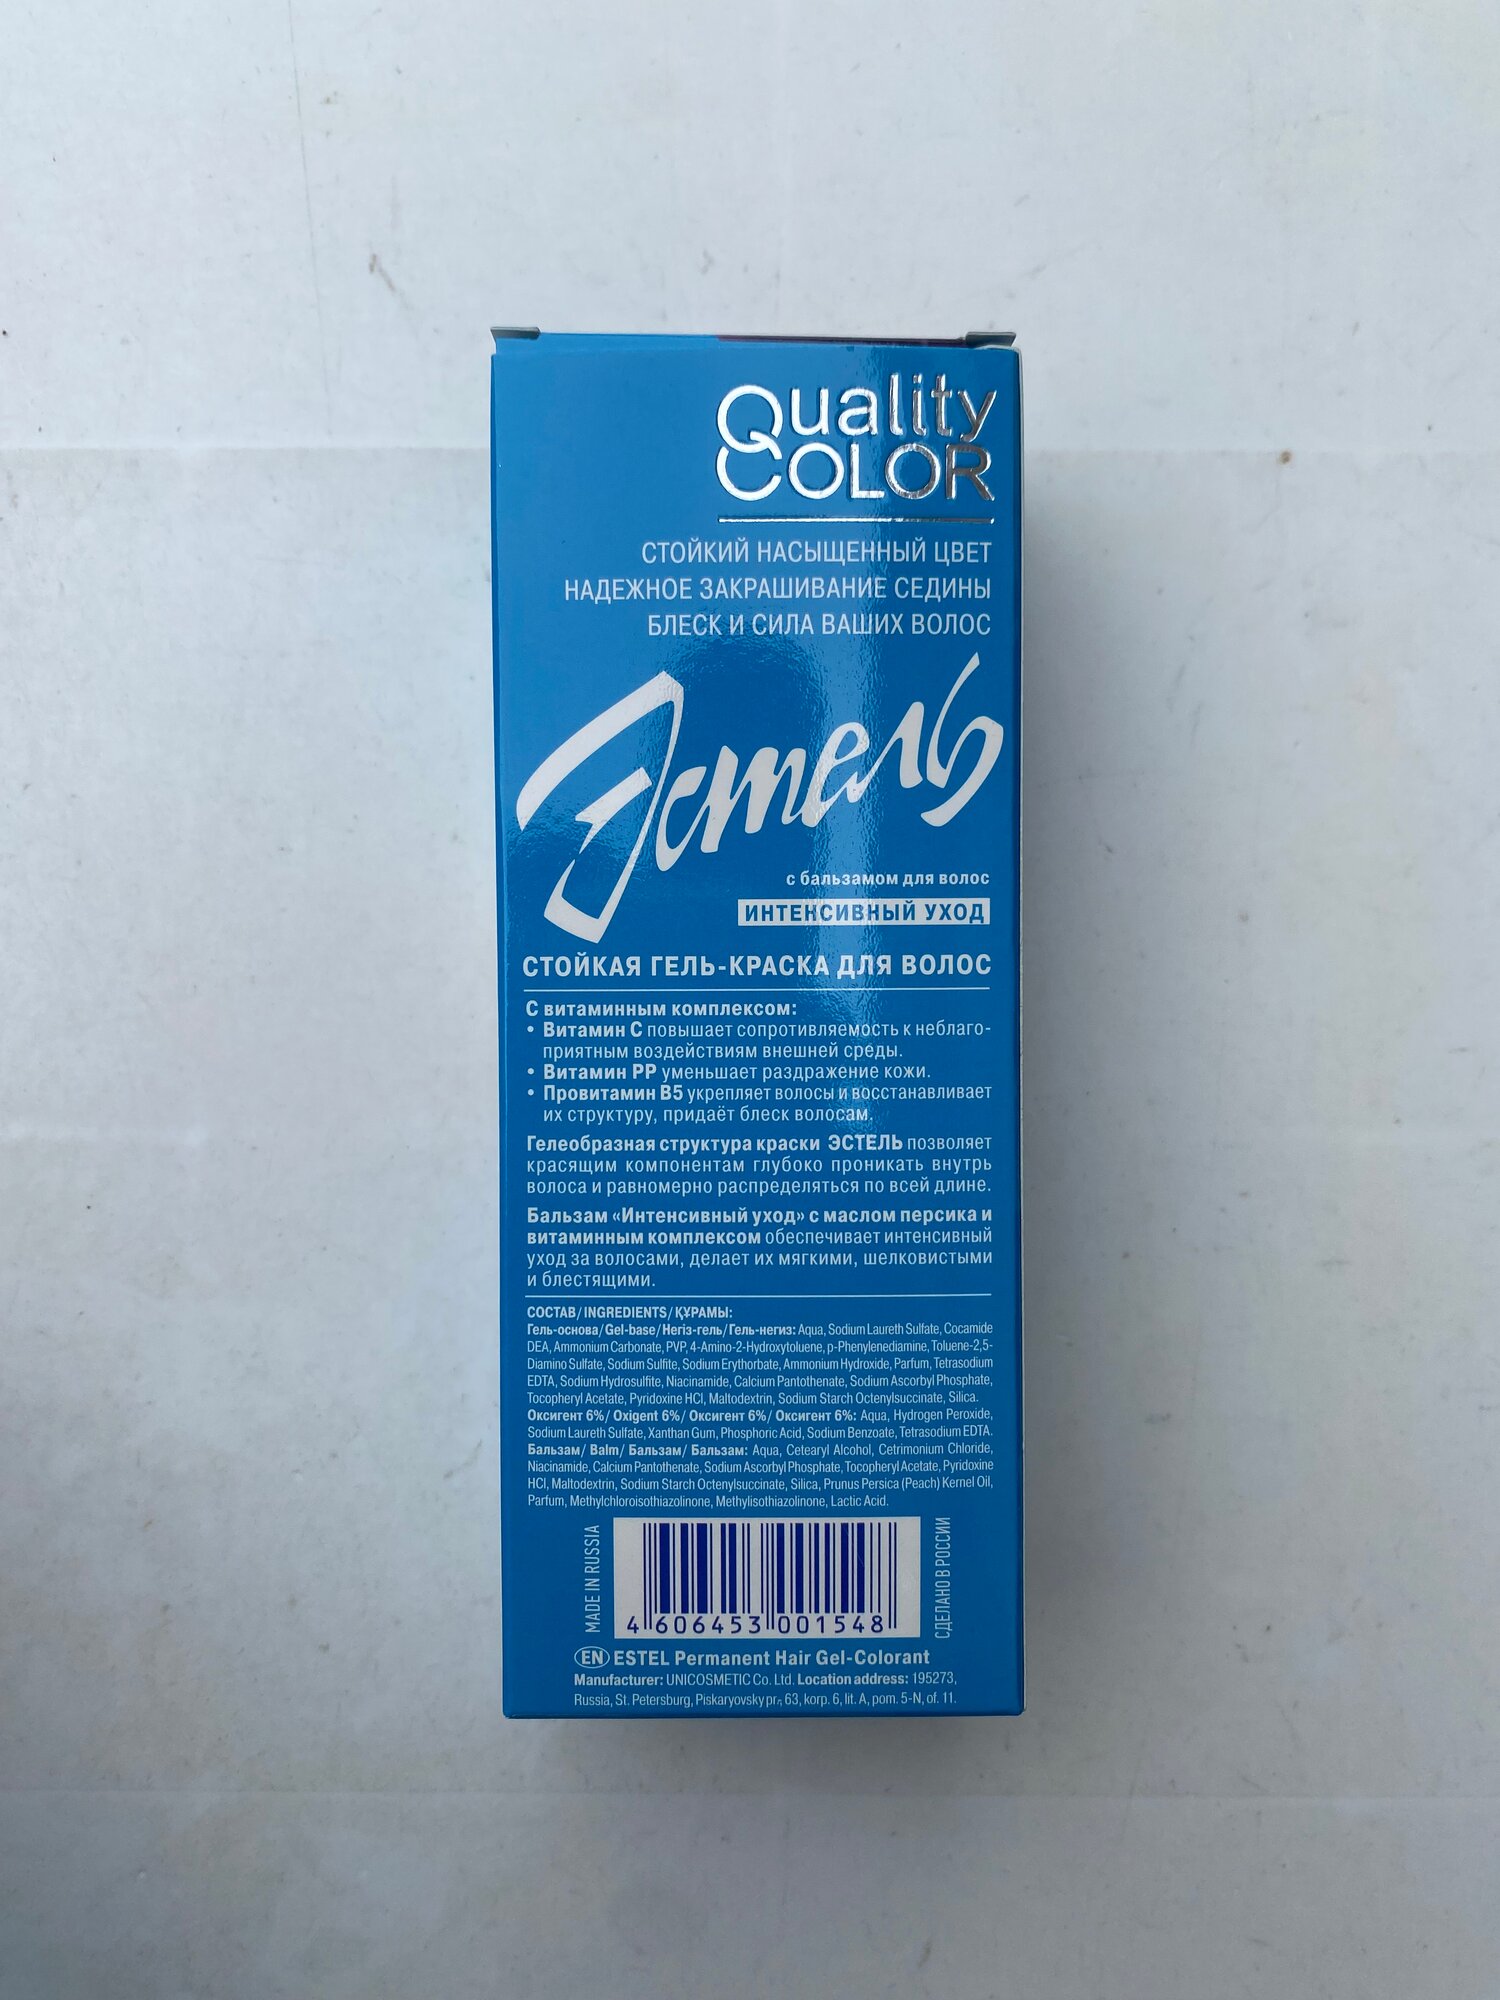 Quality
COLOR
СТОЙКИЙ НАСЫЩЕННЫЙ ЦВЕТ
НАДЕЖНОЕ ЗАКРАШИВАНИЕ СЕДИНЫ
БЛЕСК И СИЛА ВАШИХ ВОЛОС
Эстель
с бальзамом для волос
ИНТЕНСИВНЫЙ УХОД
СТОЙКАЯ ГЕЛЬ-КРАСКА ДЛЯ ВОЛОС
С витаминным комплексом:
• Витамин С повышает сопротивляемость к неблаго-
приятным воздействиям внешней среды.
• Витамин РР уменьшает раздражение кожи.
• Провитамин В5 укрепляет волосы и восстанавливает
их структуру, придаёт блеск волосам.
Гелеобразная структура краски ЭСТЕЛЬ позволяет
красящим компонентам глубоко проникать внутрь
волоса и равномерно распределяться по всей длине.
Бальзам «Интенсивный уход» с маслом персика и
витаминным комплексом обеспечивает интенсивный
уход за волосами, делает их мягкими, шелковистыми
и блестящими.
СОСТАВ/INGREDIENTS/ҚҰРАМЫ:
Гель-основа/Gel-base/Негіз-гель/Гель-негиз: Aqua, Sodium Laureth Sulfate, Cocamide
DEA, Ammonium Carbonate, PVP, 4-Amino-2-Hydroxytoluene, p-Phenylenediamine, Toluene-2,5-
Diamino Sulfate, Sodium Sulfite, Sodium Erythorbate, Ammonium Hydroxide, Parfum, Tetrasodium
EDTA, Sodium Hydrosulfite, Niacinamide, Calcium Pantothenate, Sodium Ascorbyl Phosphate,
Tocopheryl Acetate, Pyridoxine HCl, Maltodextrin, Sodium Starch Octenylsuccinate, Silica.
Оксигент 6%/ Oxigent 6%/ Оксигент 6%/ Оксигент 6%: Aqua, Hydrogen Peroxide,
Sodium Laureth Sulfate, Xanthan Gum, Phosphoric Acid, Sodium Benzoate, Tetrasodium EDTA.
Бальзам/ Balm/ Бальзам/ Бальзам: Aqua, Cetearyl Alcohol, Cetrimonium Chloride,
Niacinamide, Calcium Pantothenate, Sodium Ascorbyl Phosphate, Tocopheryl Acetate, Pyridoxine
HCl, Maltodextrin, Sodium Starch Octenylsuccinate, Silica, Prunus Persica (Peach) Kernel Oil,
Parfum, Methylchloroisothiazolinone, Methylisothiazolinone, Lactic Acid.
MADE IN RUSSIA
4 606453 001548
СДЕЛАНО В РОССИИ
EN ESTEL Permanent Hair Gel-Colorant
Manufacturer: UNICOSMETIC Co. Ltd. Location address: 195273,
Russia, St. Petersburg, Piskaryovsky pr., 63, korp. 6, lit. A, pom. 5-N, of. 11.